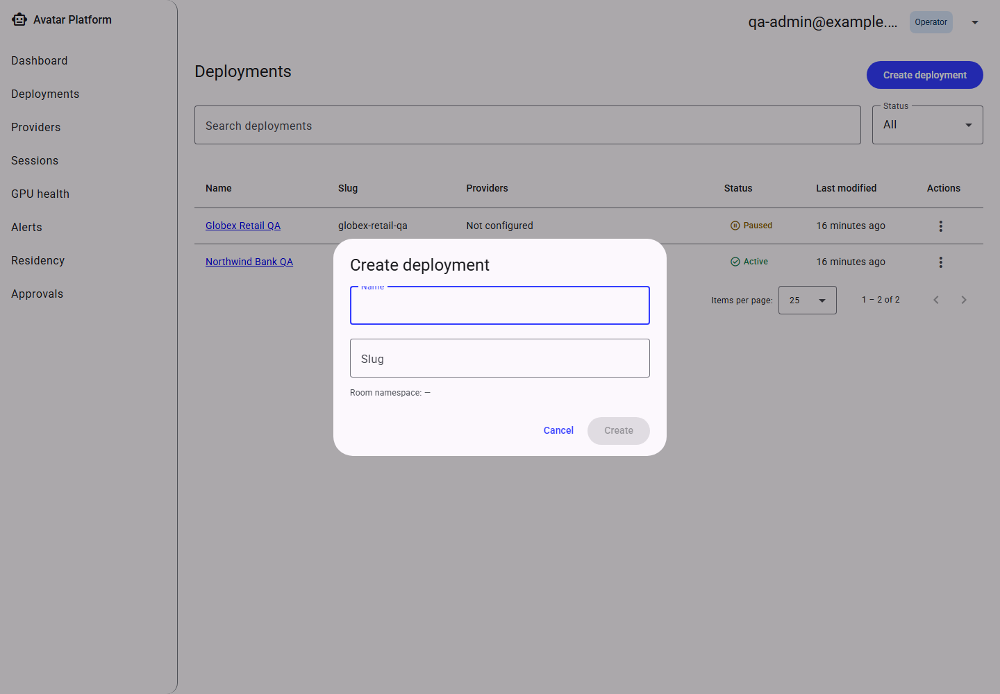 Avatar Platform
qa-admin@example.... Operator
Dashboard
Deployments
Providers
Sessions
GPU health
Alerts
Residency
Approvals
Deployments
Create deployment
Search deployments
Status
All
Name Slug Providers Status Last modified Actions
Globex Retail QA globex-retail-qa Not configured Paused 16 minutes ago
Northwind Bank QA Active 16 minutes ago
Items per page: 25 1 – 2 of 2
Create deployment
Name
Slug
Room namespace: —
Cancel Create